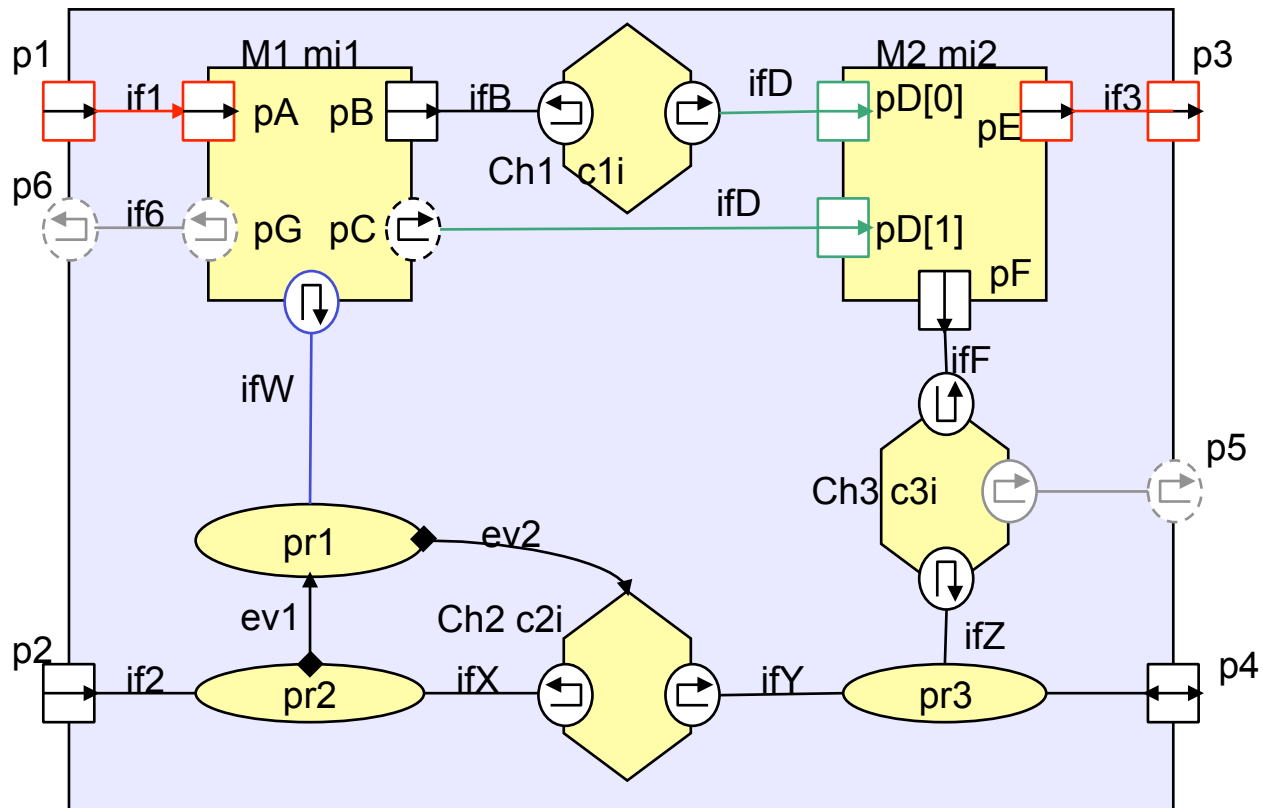 p1
M1 mi1
M2 mi2
p3
if1
pA
pB
ifB
ifD
pD[0]
pE
if3
Ch1 c1i
p6
if6
pG
pC
ifD
pD[1]
pF
ifW
ifF
Ch3 c3i
p5
pr1
ev2
ev1
Ch2 c2i
ifZ
p2
if2
pr2
ifX
ifY
pr3
p4